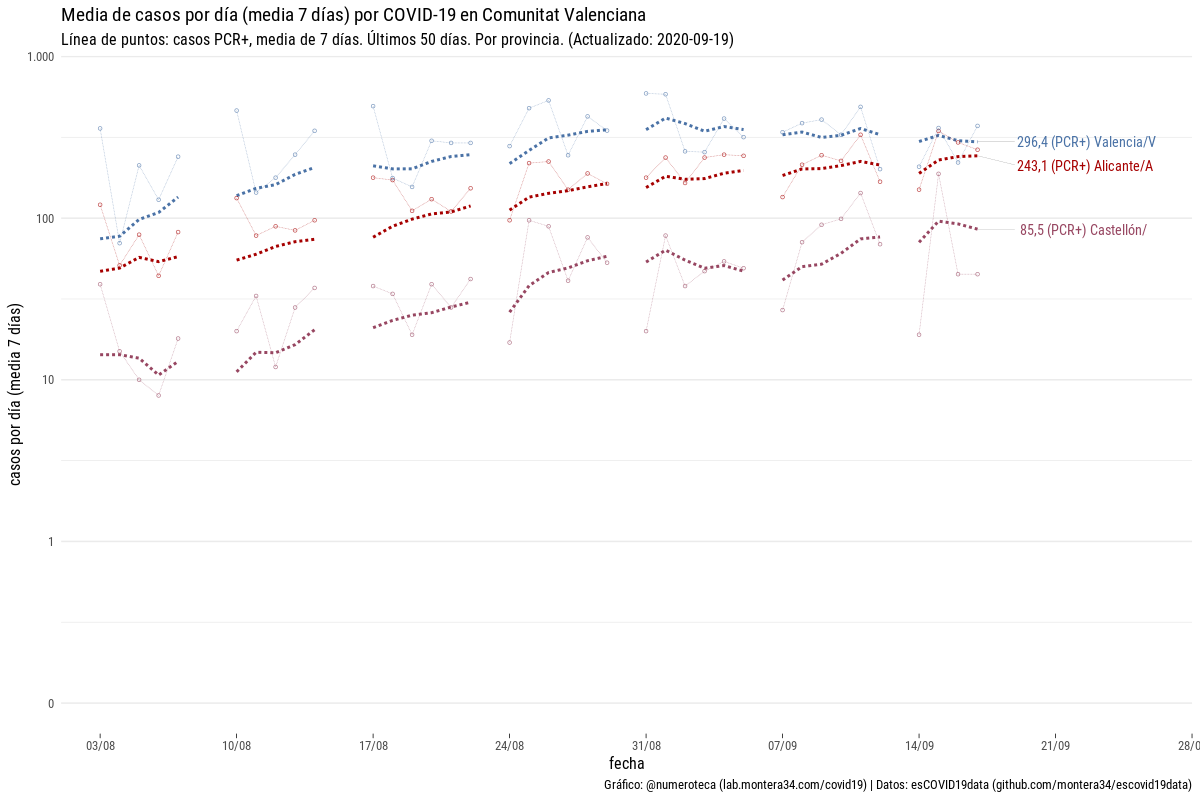 Media de casos por día (media 7 días) por COVID-19 en Comunitat Valenciana
Línea de puntos: casos PCR+, media de 7 días. Últimos 50 días. Por provincia. (Actualizado: 2020-09-19)
1.000
100
10
1
0
casos por día (media 7 días)
296,4 (PCR+) Valencia/V
243,1 (PCR+) Alicante/A
85,5 (PCR+) Castellón/
03/08
10/08
17/08
24/08
31/08
07/09
14/09
21/09
28/0
fecha
Gráfico: @numeroteca (lab.montera34.com/covid19) | Datos: esCOVID19data (github.com/montera34/escovid19data)